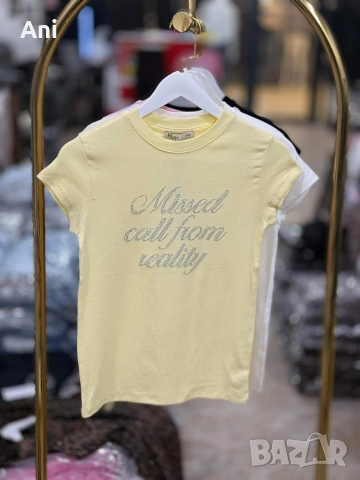 Ani
Missed
call from
reality
BAZAR